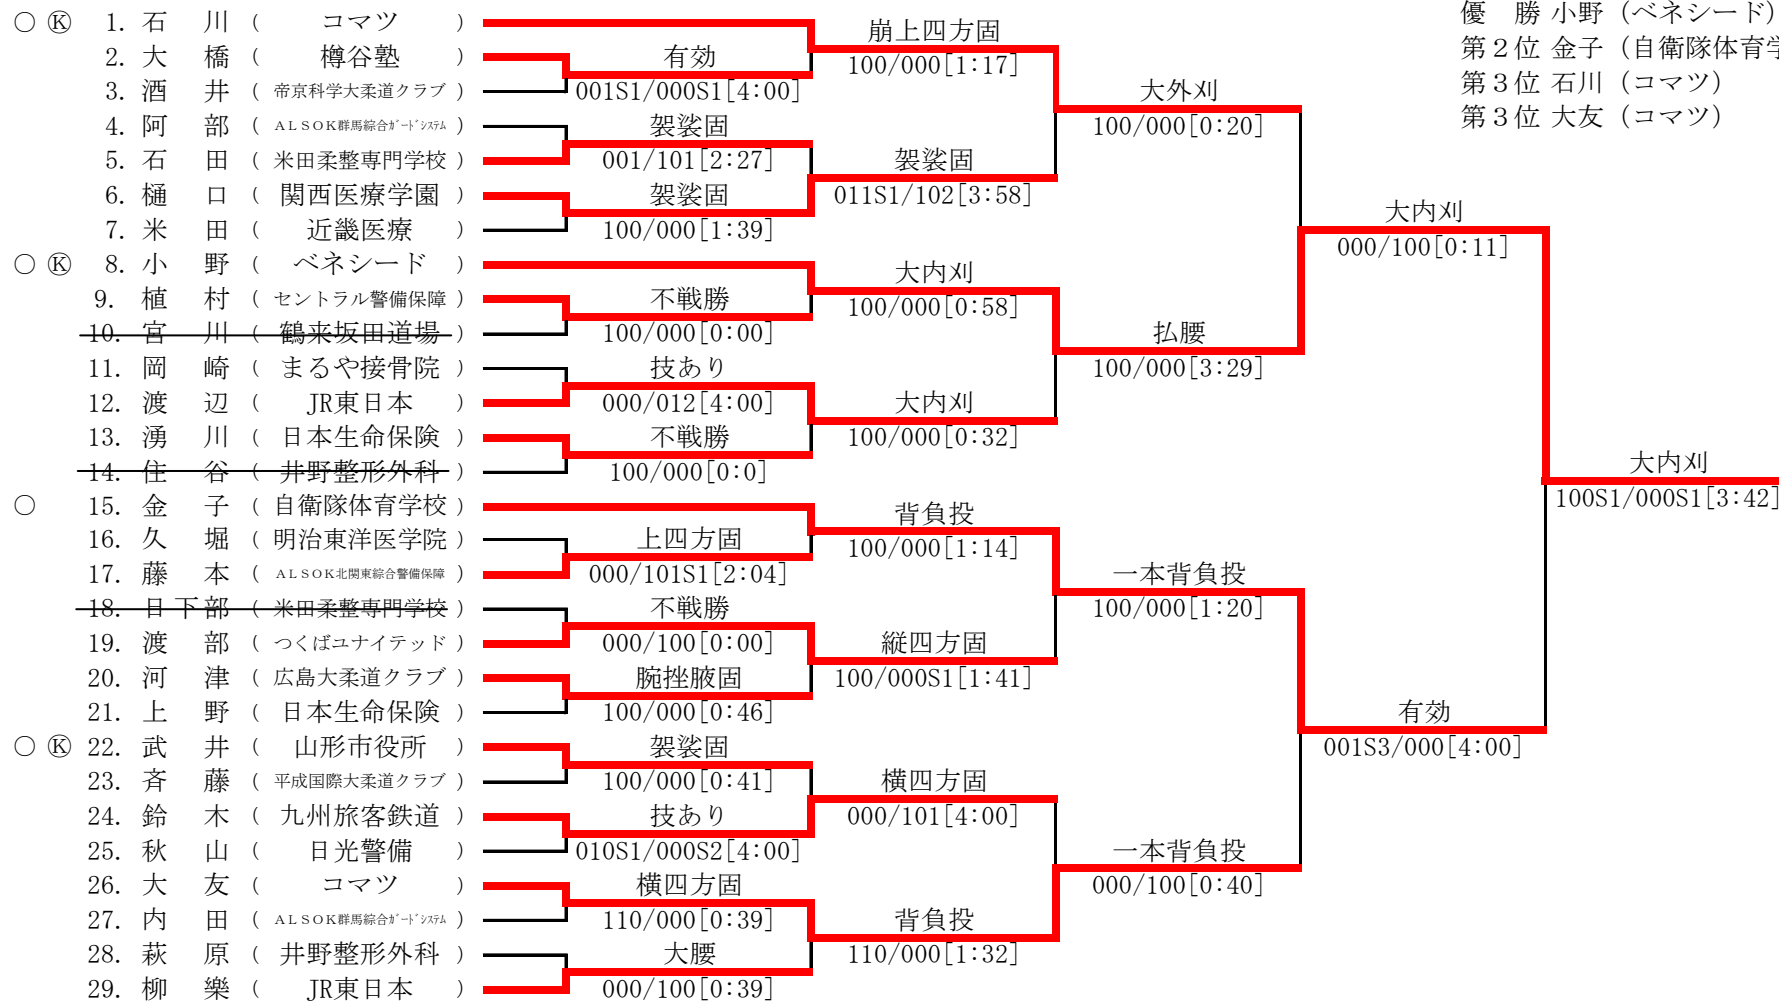 ○ Ⓚ 1. 石 川 ( コマツ )
2. 大 橋 ( 樽谷塾 )
3. 酒 井 ( 帝京科学大柔道クラブ )
4. 阿 部 ( ALSOK群馬綜合ｶﾞｰﾄﾞｼｽﾃﾑ )
5. 石 田 ( 米田柔整専門学校 )
6. 樋 口 ( 関西医療学園 )
7. 米 田 ( 近畿医療 )
○ Ⓚ 8. 小 野 ( ベネシード )
9. 植 村 ( セントラル警備保障 )
10. 宮 川 ( 鶴来坂田道場 )
11. 岡 崎 ( まるや接骨院 )
12. 渡 辺 ( JR東日本 )
13. 湧 川 ( 日本生命保険 )
14. 住 谷 ( 井野整形外科 )
○ 15. 金 子 ( 自衛隊体育学校 )
16. 久 堀 ( 明治東洋医学院 )
17. 藤 本 ( ALSOK北関東綜合警備保障 )
18. 日下部 ( 米田柔整専門学校 )
19. 渡 部 ( つくばユナイテッド )
20. 河 津 ( 広島大柔道クラブ )
21. 上 野 ( 日本生命保険 )
○ Ⓚ 22. 武 井 ( 山形市役所 )
23. 斉 藤 ( 平成国際大柔道クラブ )
24. 鈴 木 ( 九州旅客鉄道 )
25. 秋 山 ( 日光警備 )
26. 大 友 ( コマツ )
27. 内 田 ( ALSOK群馬綜合ｶﾞｰﾄﾞｼｽﾃﾑ )
28. 萩 原 ( 井野整形外科 )
29. 柳 樂 ( JR東日本 )
有効
001S1/000S1[4:00]
袈裟固
001/101[2:27]
袈裟固
100/000[1:39]
不戦勝
100/000[0:00]
技あり
000/012[4:00]
不戦勝
100/000[0:0]
上四方固
000/101S1[2:04]
不戦勝
000/100[0:00]
腕挫腋固
100/000[0:46]
袈裟固
100/000[0:41]
技あり
010S1/000S2[4:00]
横四方固
110/000[0:39]
大腰
000/100[0:39]
崩上四方固
100/000[1:17]
袈裟固
011S1/102[3:58]
大内刈
100/000[0:58]
大内刈
100/000[0:32]
背負投
100/000[1:14]
縦四方固
100/000S1[1:41]
横四方固
000/101[4:00]
背負投
110/000[1:32]
大外刈
100/000[0:20]
払腰
100/000[3:29]
一本背負投
100/000[1:20]
一本背負投
000/100[0:40]
大内刈
000/100[0:11]
有効
001S3/000[4:00]
大内刈
100S1/000S1[3:42]
優 勝 小野 (ベネシード)
第2位 金子 (自衛隊体育学
第3位 石川 (コマツ)
第3位 大友 (コマツ)